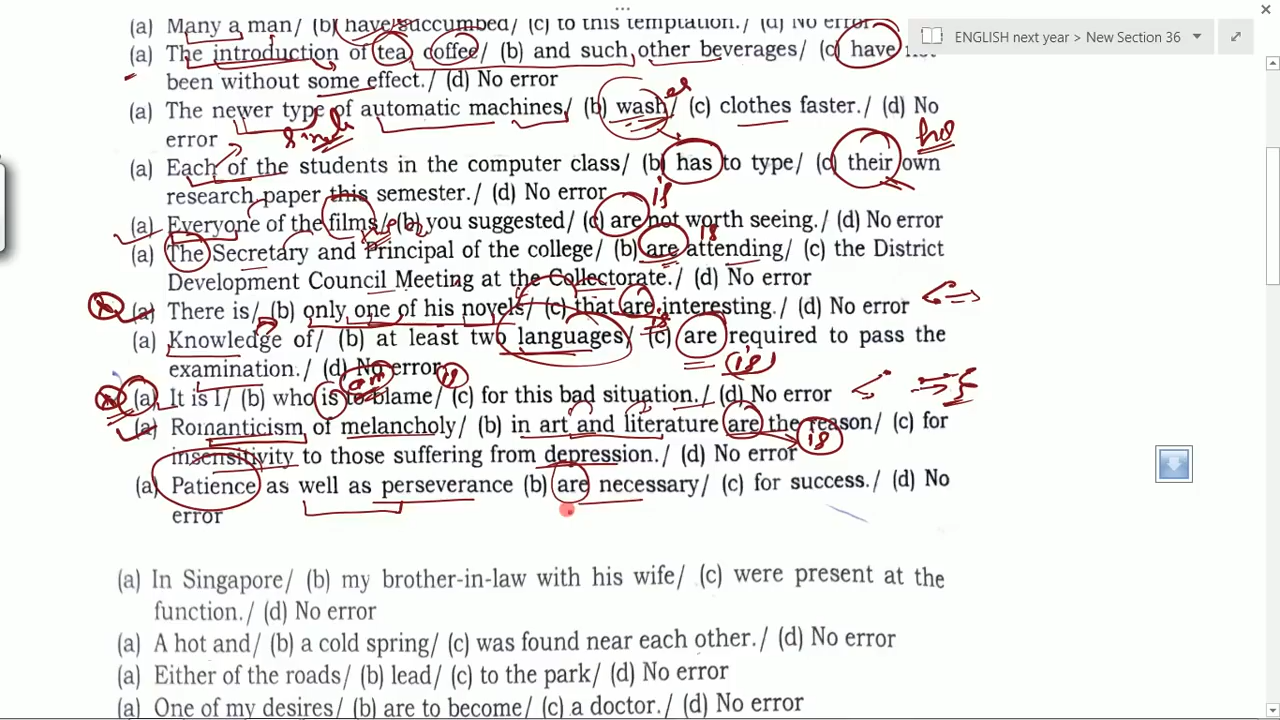 (a) Many a man/ (b) have succumbed/ (c) to this temptation./ (d) No error
(a) The introduction of tea coffee/ (b) and such other beverages/ (c) have not
been without some effect./ (d) No error
(a) The newer type of automatic machines/ (b) wash/ (c) clothes faster./ (d) No
es
error
(a) Each of the students in the computer class/ (b) has to type/ (c) their own
research paper this semester./ (d) No error
is
(a) Everyone of the films/ (b) you suggested/ (c) are not worth seeing./ (d) No error
is
(a) The Secretary and Principal of the college/ (b) are attending/ (c) the District
Development Council Meeting at the Collectorate./ (d) No error
(a) There is/ (b) only one of his novels/ (c) that are interesting./ (d) No error
is
(a) Knowledge of/ (b) at least two languages/ (c) are required to pass the
is
examination./ (d) No error
am
(a) It is I/ (b) who is to blame/ (c) for this bad situation./ (d) No error
(a) Romanticism of melancholy/ (b) in art and literature are the reason/ (c) for
is
insensitivity to those suffering from depression./ (d) No error
(a) Patience as well as perseverance (b) are necessary/ (c) for success./ (d) No
error
(a) In Singapore/ (b) my brother-in-law with his wife/ (c) were present at the
function./ (d) No error
(a) A hot and/ (b) a cold spring/ (c) was found near each other./ (d) No error
(a) Either of the roads/ (b) lead/ (c) to the park/ (d) No error
(a) One of my desires/ (b) are to become/ (c) a doctor./ (d) No error
ENGLISH next year > New Section 36